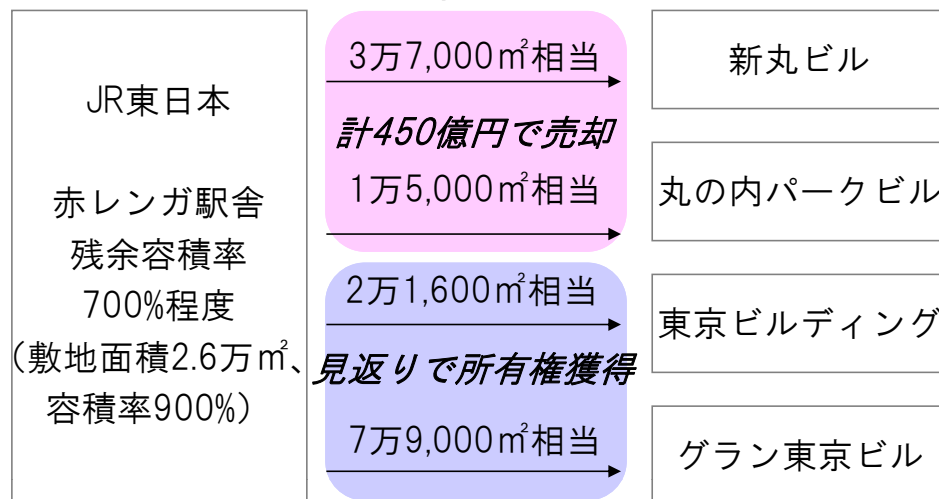 JR東日本
赤レンガ駅舎
残余容積率
700%程度
(敷地面積2.6万㎡、
容積率900%)
3万7,000㎡相当
計450億円で売却
1万5,000㎡相当
2万1,600㎡相当
見返りで所有権獲得
7万9,000㎡相当
新丸ビル
丸の内パークビル
東京ビルディング
グラン東京ビル